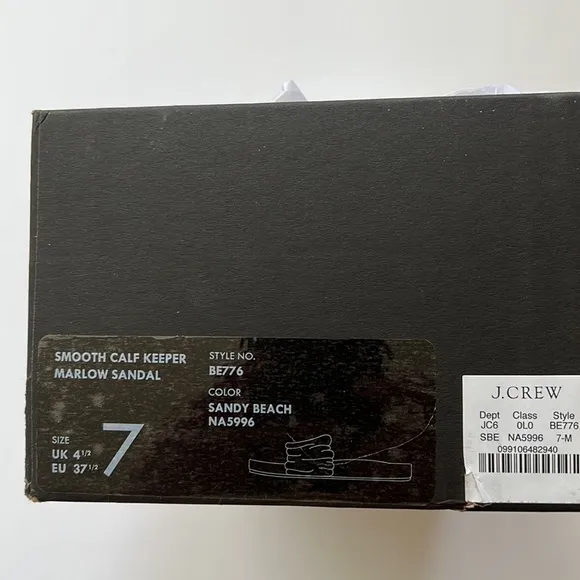 SMOOTH CALF KEEPER
MARLOW SANDAL
STYLE NO.
BE776
COLOR
SANDY BEACH
NA5996
SIZE
UK 4 1/2
EU 37 1/2
7
J.CREW
Dept Class Style
JC6 0L0 BE776
SBE NA5996 7-M
099106482940